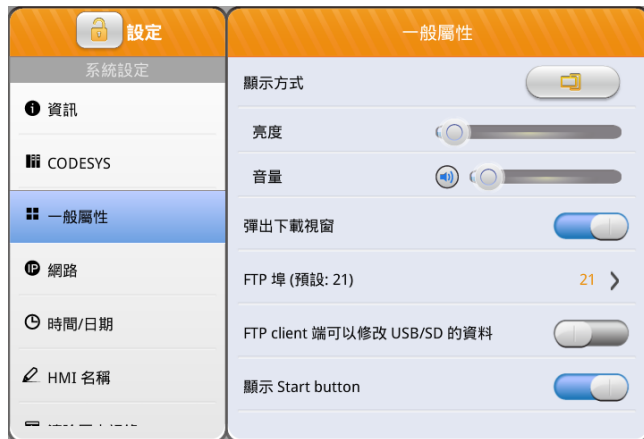 設定
系統設定
資訊
CODESYS
一般屬性
網路
時間/日期
HMI 名稱
一般屬性
顯示方式
亮度
音量
彈出下載視窗
FTP 埠 (預設: 21)
21
FTP client 端可以修改 USB/SD 的資料
顯示 Start button